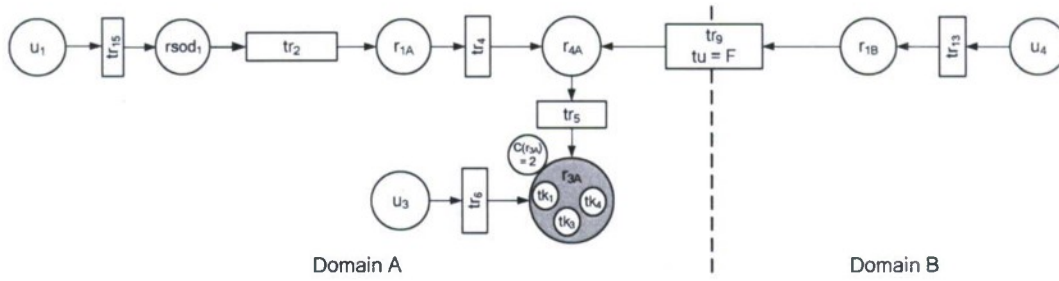 u1
tr15
rsod1
tr2
r1A
tr4
r4A
tr9
tu = F
r1B
tr13
u4
tr5
C(r3A)
= 2
r3A
tk1
tk4
tk3
u3
tr6
Domain A
Domain B